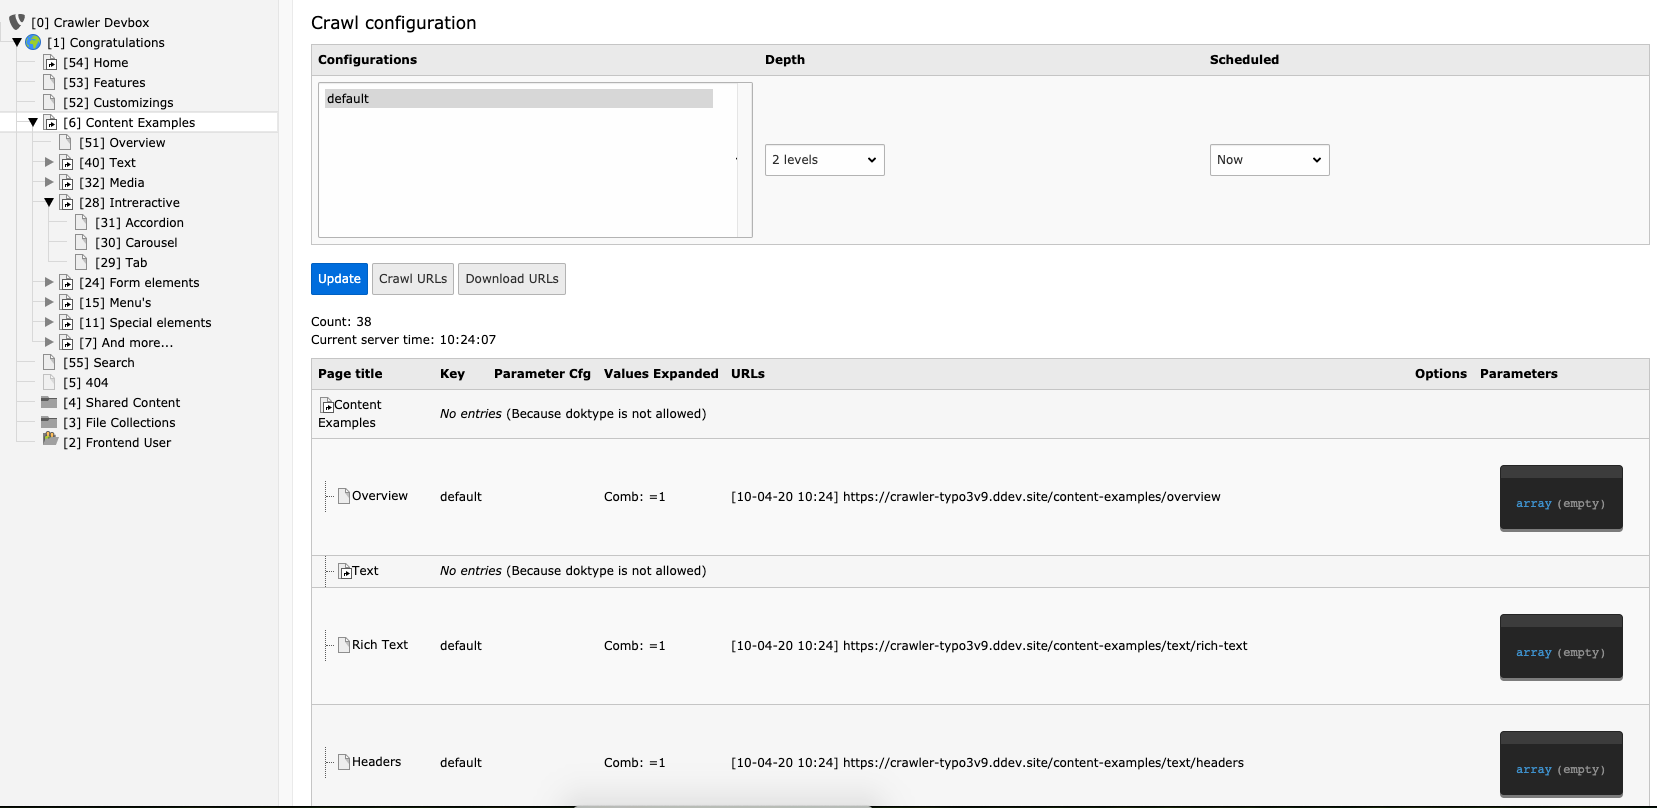 [0] Crawler Devbox
[1] Congratulations
[54] Home
[53] Features
[52] Customizings
[6] Content Examples
[51] Overview
[40] Text
[32] Media
[28] Intreractive
[31] Accordion
[30] Carousel
[29] Tab
[24] Form elements
[15] Menu's
[11] Special elements
[7] And more...
[55] Search
[5] 404
[4] Shared Content
[3] File Collections
[2] Frontend User
Crawl configuration
Configurations Depth Scheduled
default
2 levels Now
Update Crawl URLs Download URLs
Count: 38
Current server time: 10:24:07
Page title Key Parameter Cfg Values Expanded URLs Options Parameters
Content Examples No entries (Because doktype is not allowed)
Overview default Comb: =1 [10-04-20 10:24] https://crawler-typo3v9.ddev.site/content-examples/overview array (empty)
Text No entries (Because doktype is not allowed)
Rich Text default Comb: =1 [10-04-20 10:24] https://crawler-typo3v9.ddev.site/content-examples/text/rich-text array (empty)
Headers default Comb: =1 [10-04-20 10:24] https://crawler-typo3v9.ddev.site/content-examples/text/headers array (empty)